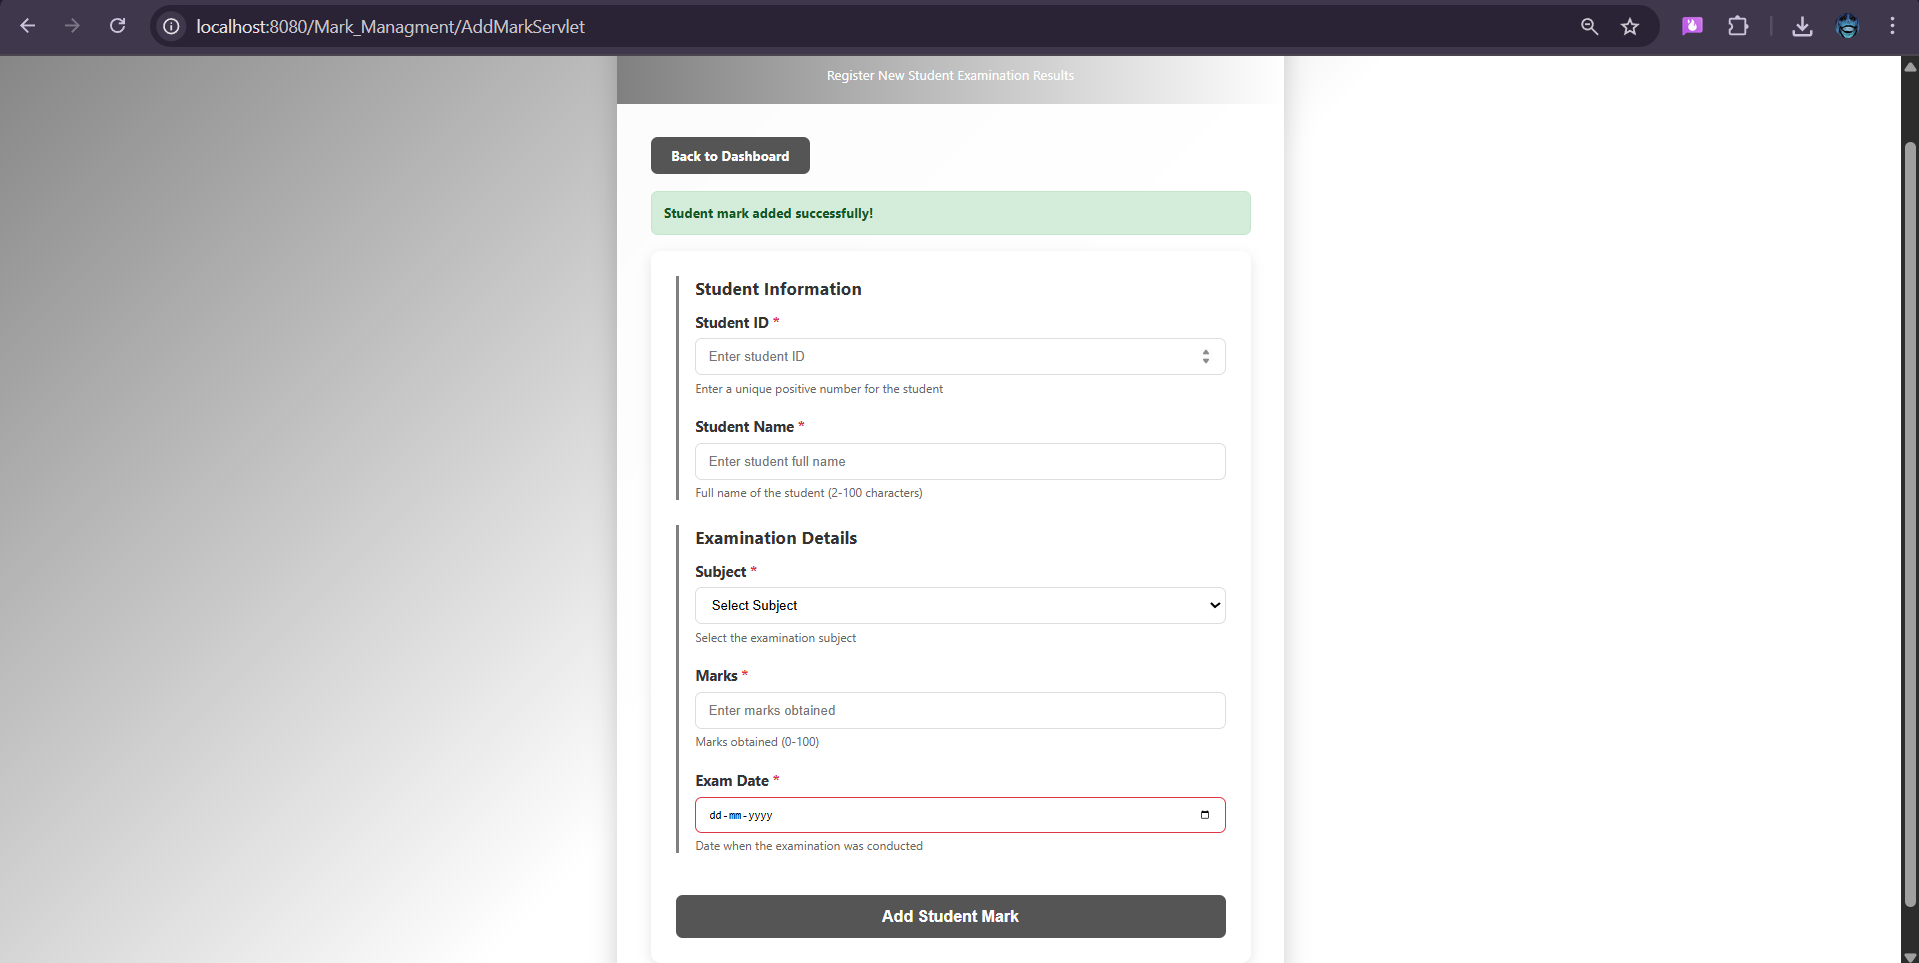 localhost:8080/Mark_Managment/AddMarkServlet
Register New Student Examination Results
Back to Dashboard
Student mark added successfully!
Student Information
Student ID *
Enter student ID
Enter a unique positive number for the student
Student Name *
Enter student full name
Full name of the student (2-100 characters)
Examination Details
Subject *
Select Subject
Select the examination subject
Marks *
Enter marks obtained
Marks obtained (0-100)
Exam Date *
dd-mm-yyyy
Date when the examination was conducted
Add Student Mark